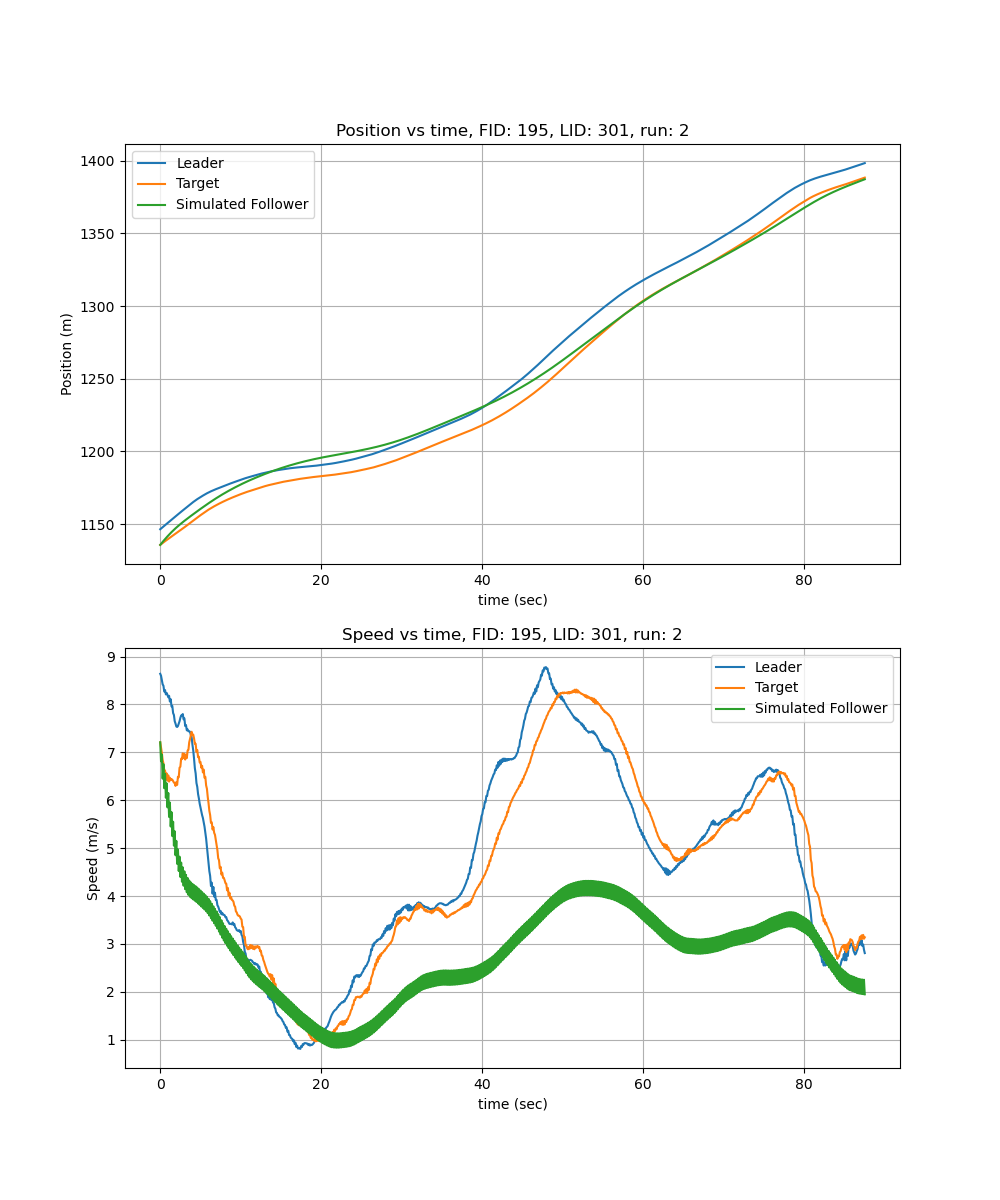 Position vs time, FID: 195, LID: 301, run: 2
Leader
Target
Simulated Follower
Position (m)
1400
1350
1300
1250
1200
1150
0 20 40 60 80
time (sec)
Speed vs time, FID: 195, LID: 301, run: 2
Leader
Target
Simulated Follower
Speed (m/s)
9
8
7
6
5
4
3
2
1
0 20 40 60 80
time (sec)